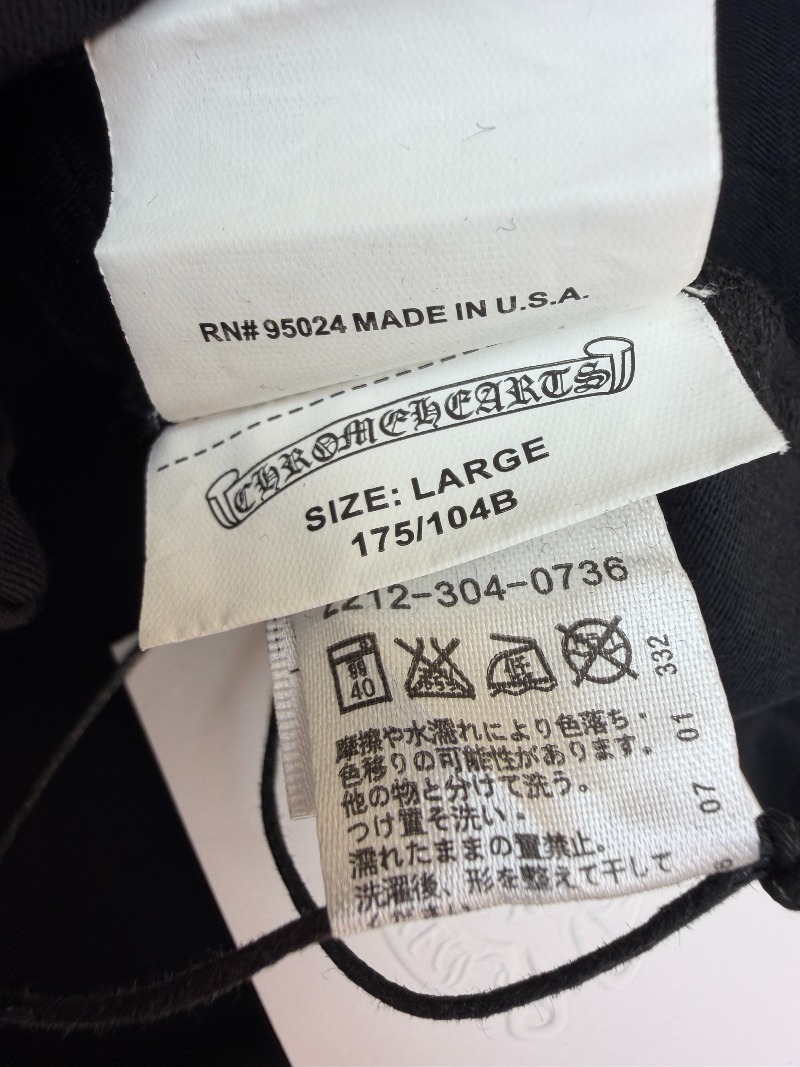 RN# 95024 MADE IN U.S.A.
CHROMEHEARTS
SIZE: LARGE
175/104B
2212-304-0736
40
332
01
07
摩擦や水濡れにより色落ち・
色移りの可能性があります。
他の物と分けて洗う。
つけ置き洗い・
濡れたままの置禁止。
洗濯後、形を整えて干して